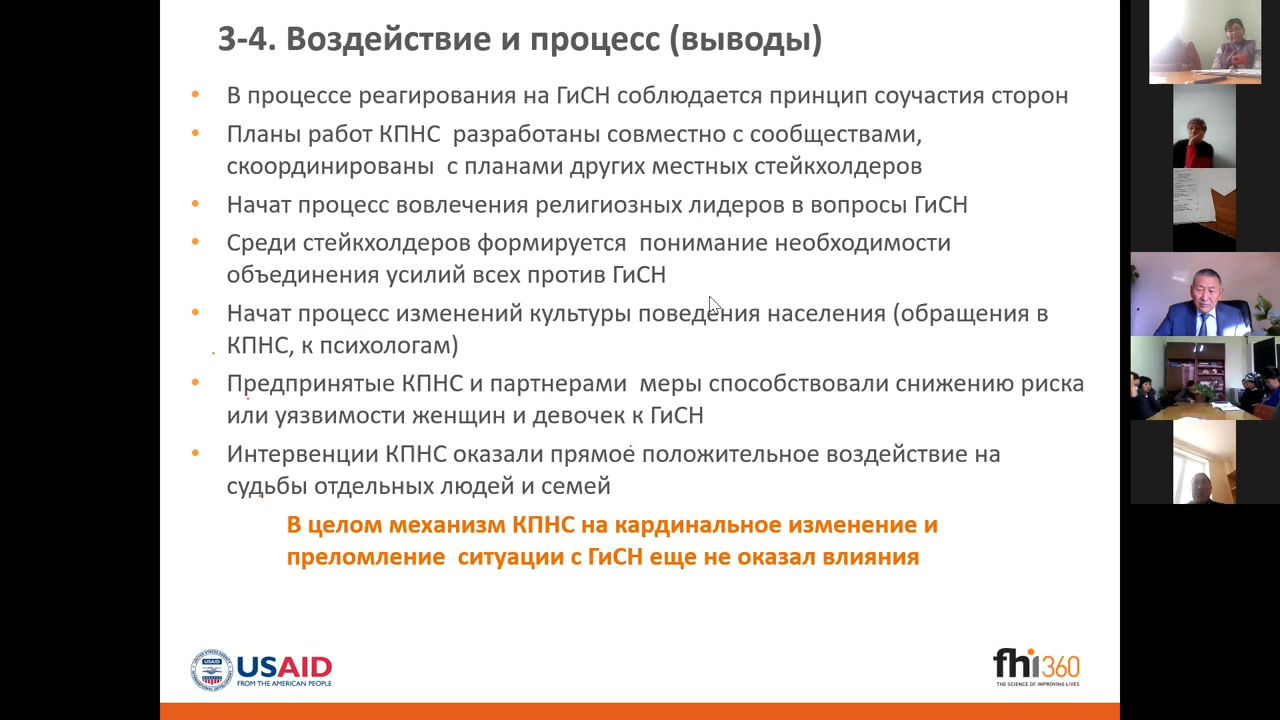 3-4. Воздействие и процесс (выводы)
• В процессе реагирования на ГиСН соблюдается принцип соучастия сторон
• Планы работ КПНС разработаны совместно с сообществами,
скоординированы с планами других местных стейкхолдеров
• Начат процесс вовлечения религиозных лидеров в вопросы ГиСН
• Среди стейкхолдеров формируется понимание необходимости
объединения усилий всех против ГиСН
• Начат процесс изменений культуры поведения населения (обращения в
КПНС, к психологам)
• Предпринятые КПНС и партнерами меры способствовали снижению риска
или уязвимости женщин и девочек к ГиСН
• Интервенции КПНС оказали прямое положительное воздействие на
судьбы отдельных людей и семей
В целом механизм КПНС на кардинальное изменение и
преломление ситуации с ГиСН еще не оказал влияния
USAID
FROM THE AMERICAN PEOPLE
fhi 360
THE SCIENCE OF IMPROVING LIVES